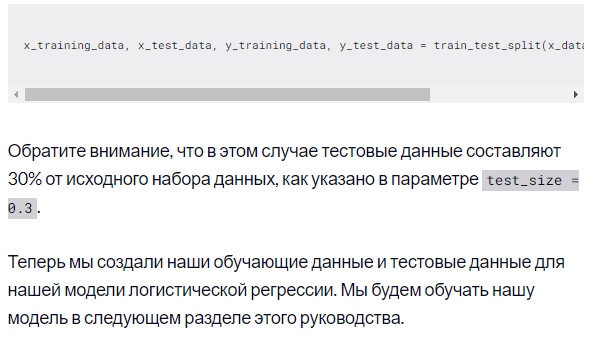 x_training_data, x_test_data, y_training_data, y_test_data = train_test_split(x_data
Обратите внимание, что в этом случае тестовые данные составляют
30% от исходного набора данных, как указано в параметре test_size =
0.3.
Теперь мы создали наши обучающие данные и тестовые данные для
нашей модели логистической регрессии. Мы будем обучать нашу
модель в следующем разделе этого руководства.